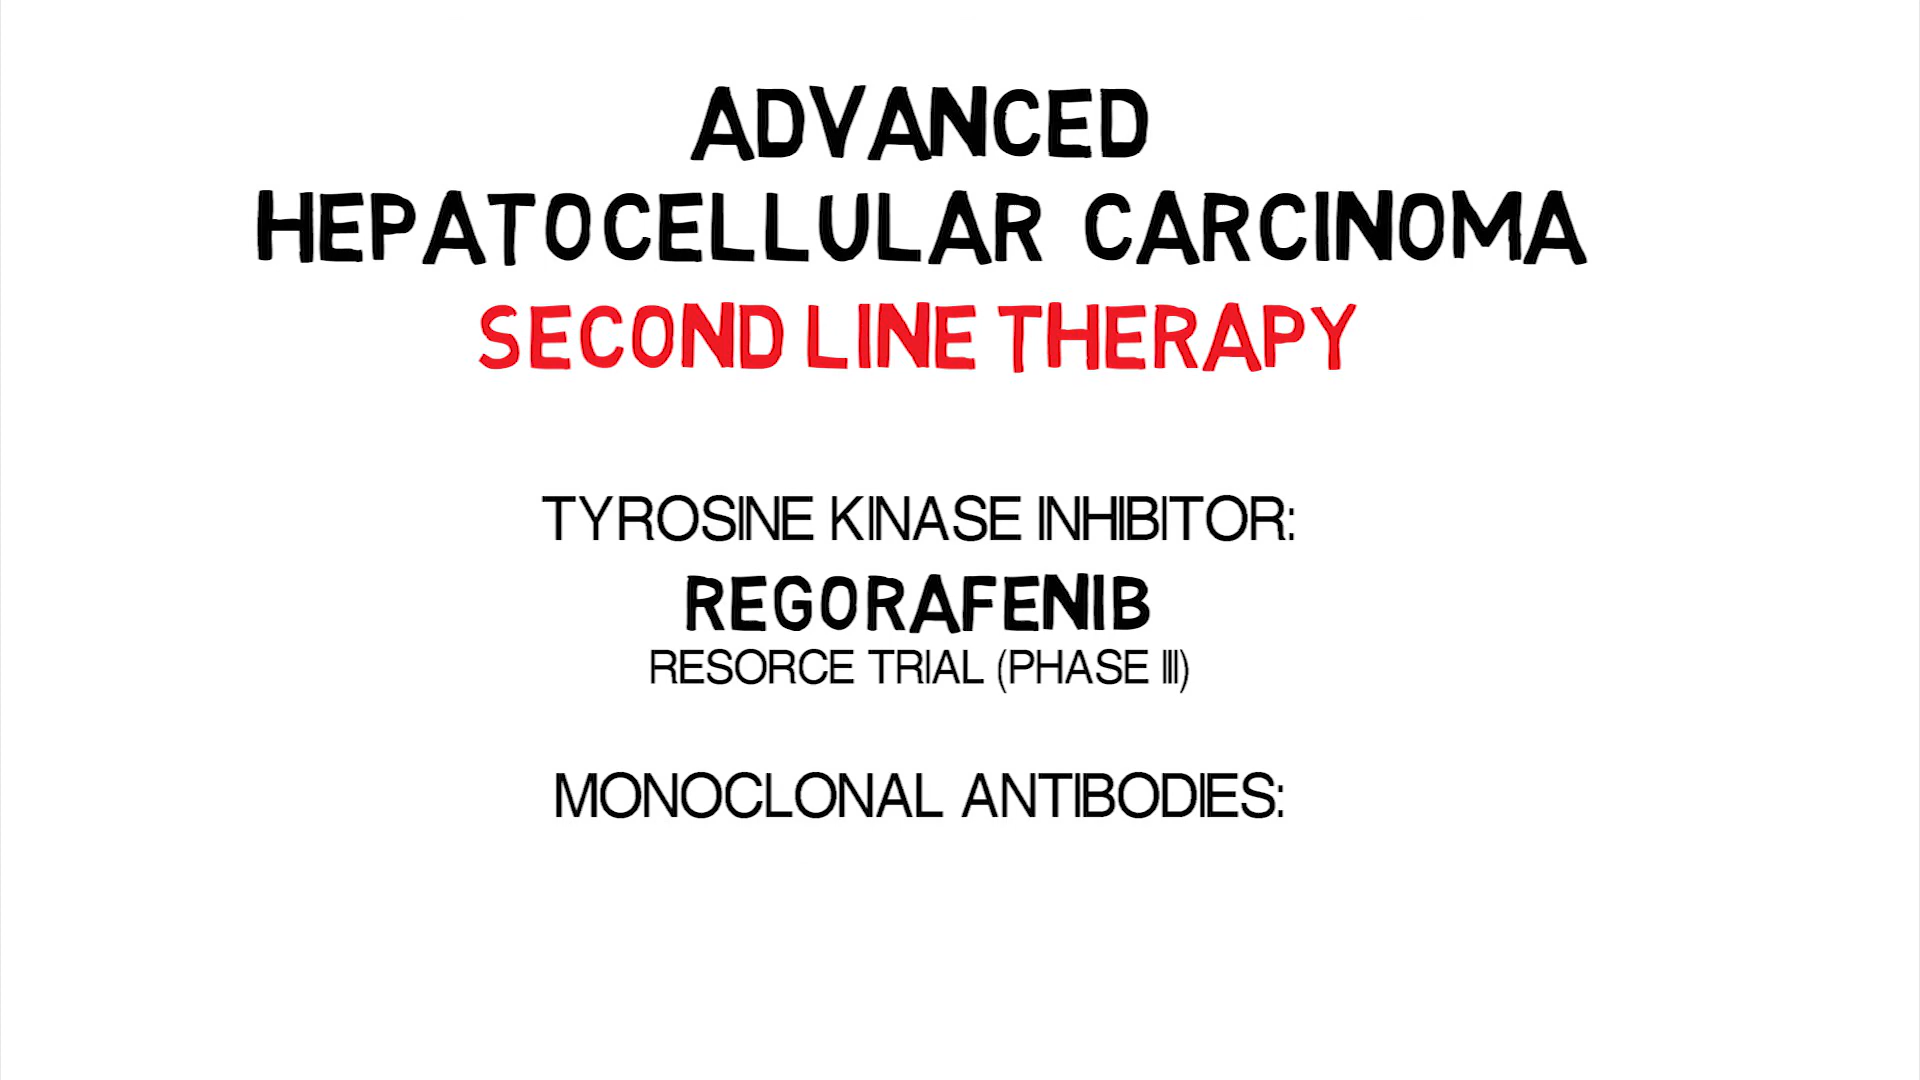 ADVANCED
HEPATOCELLULAR CARCINOMA
SECOND LINE THERAPY
TYROSINE KINASE INHIBITOR:
REGORAFENIB
RESORCE TRIAL (PHASE III)
MONOCLONAL ANTIBODIES: